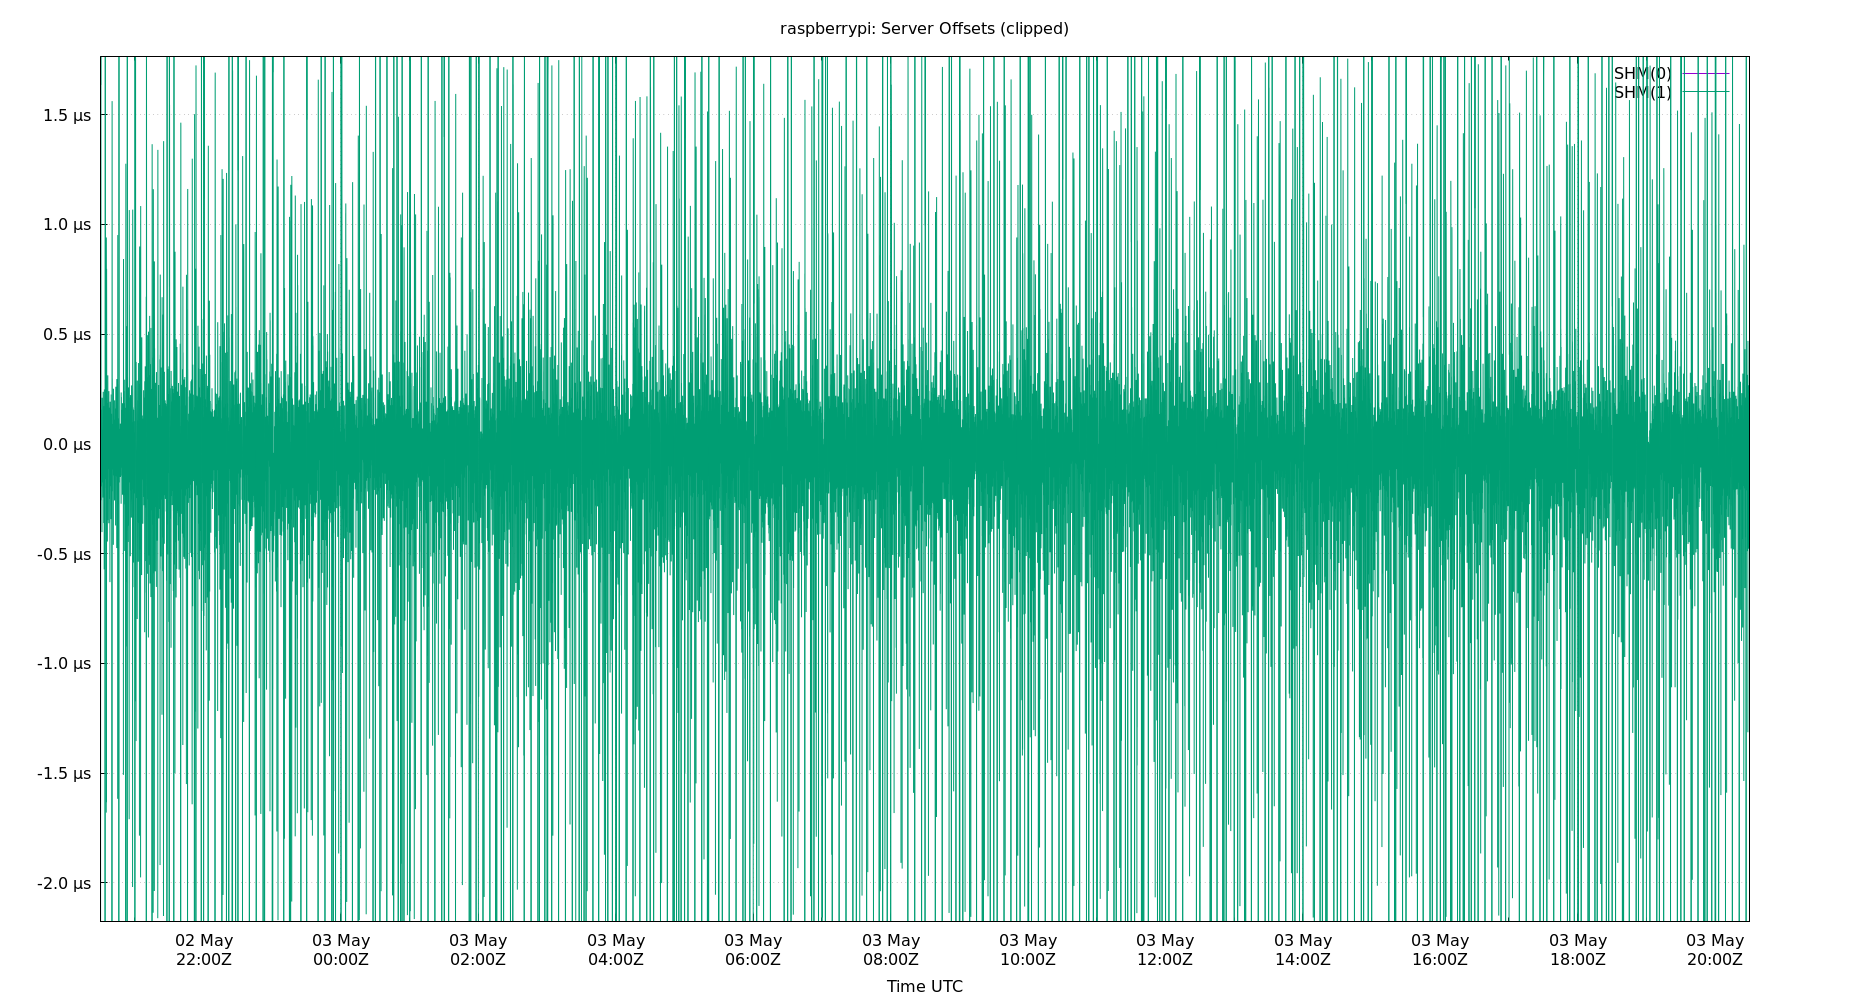 raspberrypi: Server Offsets (clipped)
SHM(0)
SHM(1)
1.5 µs
1.0 µs
0.5 µs
0.0 µs
-0.5 µs
-1.0 µs
-1.5 µs
-2.0 µs
02 May 03 May 03 May 03 May 03 May 03 May 03 May 03 May 03 May 03 May 03 May 03 May
22:00Z 00:00Z 02:00Z 04:00Z 06:00Z 08:00Z 10:00Z 12:00Z 14:00Z 16:00Z 18:00Z 20:00Z
Time UTC